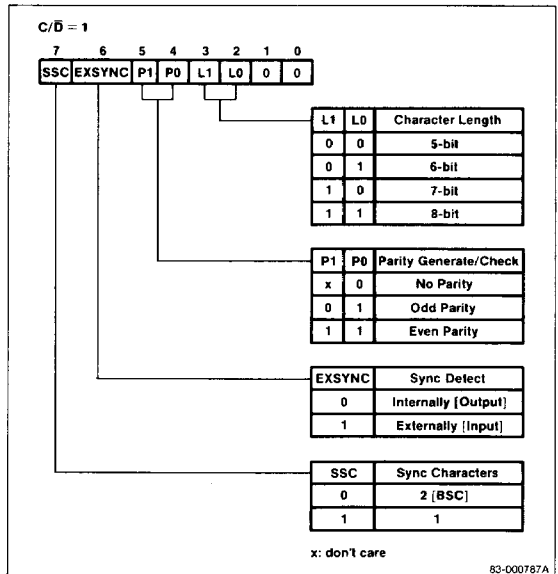 C/D̅ = 1
7 6 5 4 3 2 1 0
SSC EXSYNC P1 P0 L1 L0 0 0
L1 L0 Character Length
0 0 5-bit
0 1 6-bit
1 0 7-bit
1 1 8-bit
P1 P0 Parity Generate/Check
x 0 No Parity
0 1 Odd Parity
1 1 Even Parity
EXSYNC Sync Detect
0 Internally [Output]
1 Externally [Input]
SSC Sync Characters
0 2 [BSC]
1 1
x: don't care
83-000787A